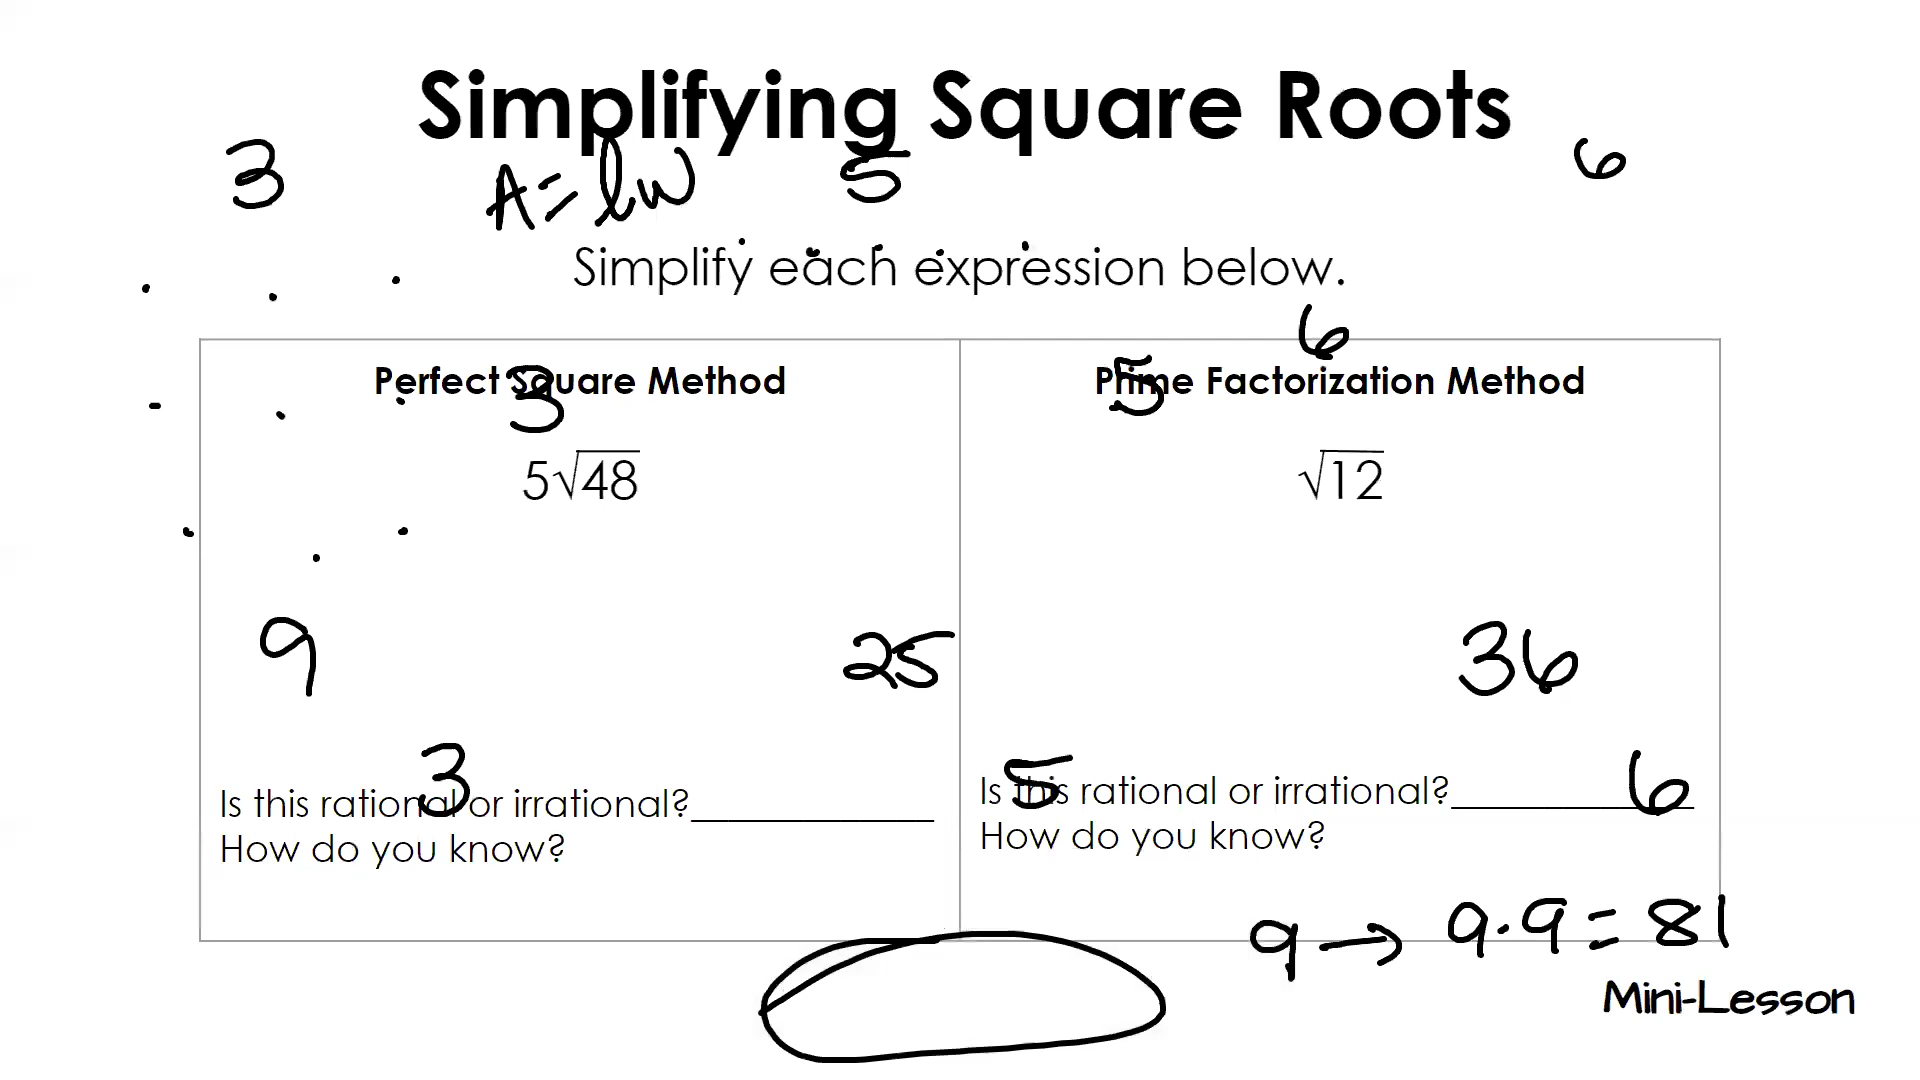 Simplifying Square Roots
3
A = lw
5
6
Simplify each expression below.
6
Perfect Square Method
3
Prime Factorization Method
5
5√48
√12
9
25
36
3
5
6
Is this rational or irrational?_____________
How do you know?
Is this rational or irrational?_____________
How do you know?
9 → 9·9 = 81
Mini-Lesson